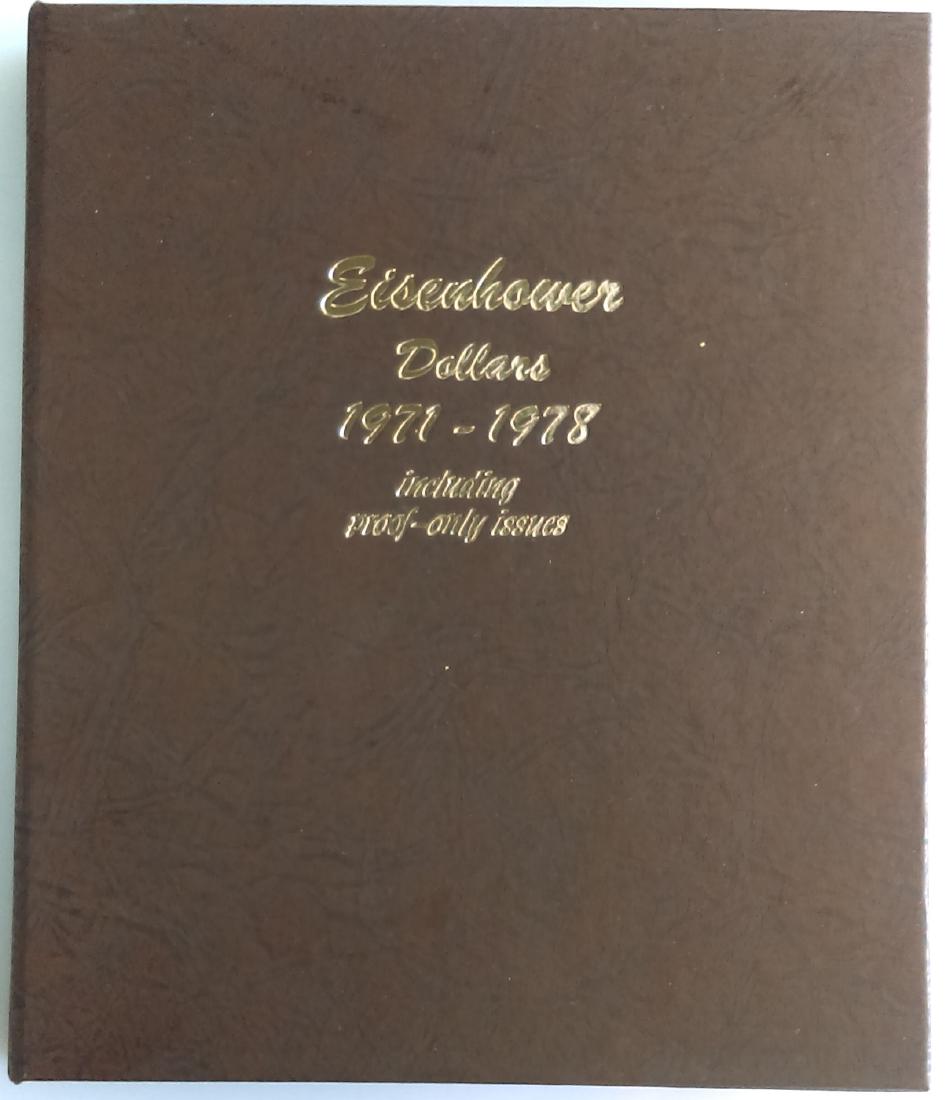 Eisenhower
Dollars
1971 - 1978
including
proof-only issues